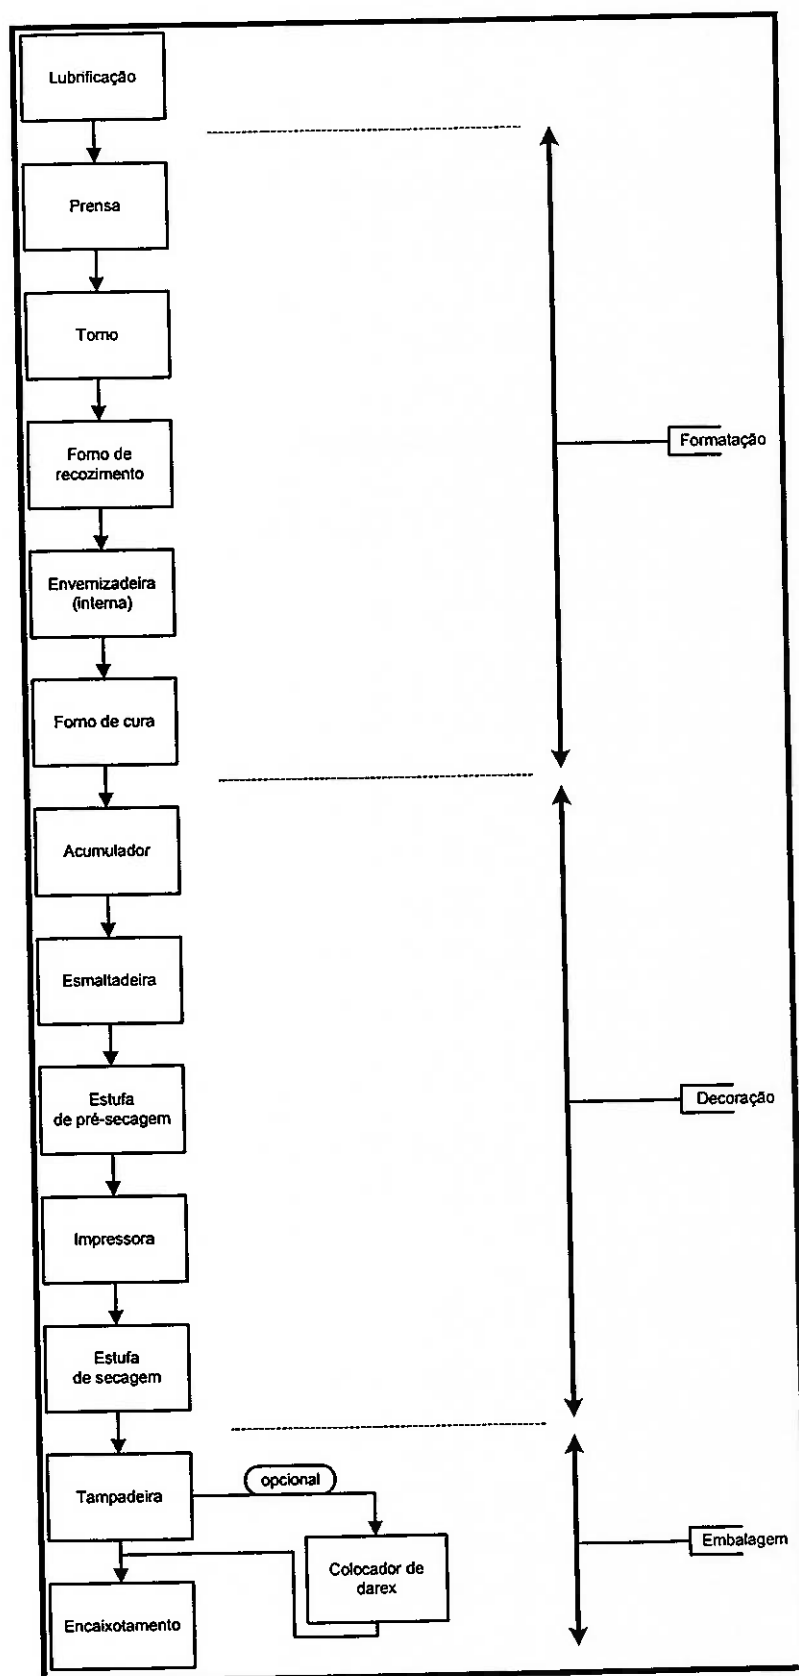 Lubrificação
Prensa
Torno
Forno de
recozimento
Formatação
Envernizadeira
(interna)
Forno de cura
Acumulador
Esmaltadeira
Estufa
de pré-secagem
Decoração
Impressora
Estufa
de secagem
Tampadeira
opcional
Embalagem
Colocador de
darex
Encaixotamento